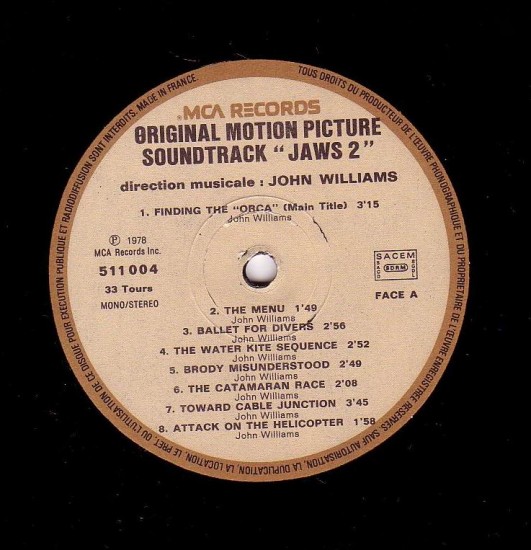 MCA RECORDS
ORIGINAL MOTION PICTURE
SOUNDTRACK "JAWS 2"
direction musicale : JOHN WILLIAMS
1. FINDING THE "ORCA" (Main Title) 3'15
John Williams
℗ 1978
MCA Records Inc.
511 004
33 Tours
MONO/STEREO
SACEM
SACD SDRM SGDL
FACE A
2. THE MENU 1'49
John Williams
3. BALLET FOR DIVERS 2'56
John Williams
4. THE WATER KITE SEQUENCE 2'52
John Williams
5. BRODY MISUNDERSTOOD 2'49
John Williams
6. THE CATAMARAN RACE 2'08
John Williams
7. TOWARD CABLE JUNCTION 3'45
John Williams
8. ATTACK ON THE HELICOPTER 1'58
John Williams
TOUS DROITS DU PRODUCTEUR DE L'ŒUVRE PHONOGRAPHIQUE ET DU PROPRIETAIRE DE L'ŒUVRE ENREGISTREE RESERVES. SAUF AUTORISATION, LA DUPLICATION, LA LOCATION, LE PRET, OU L'UTILISATION DE CE DISQUE POUR EXECUTION PUBLIQUE ET RADIODIFFUSION SONT INTERDITS. MADE IN FRANCE.